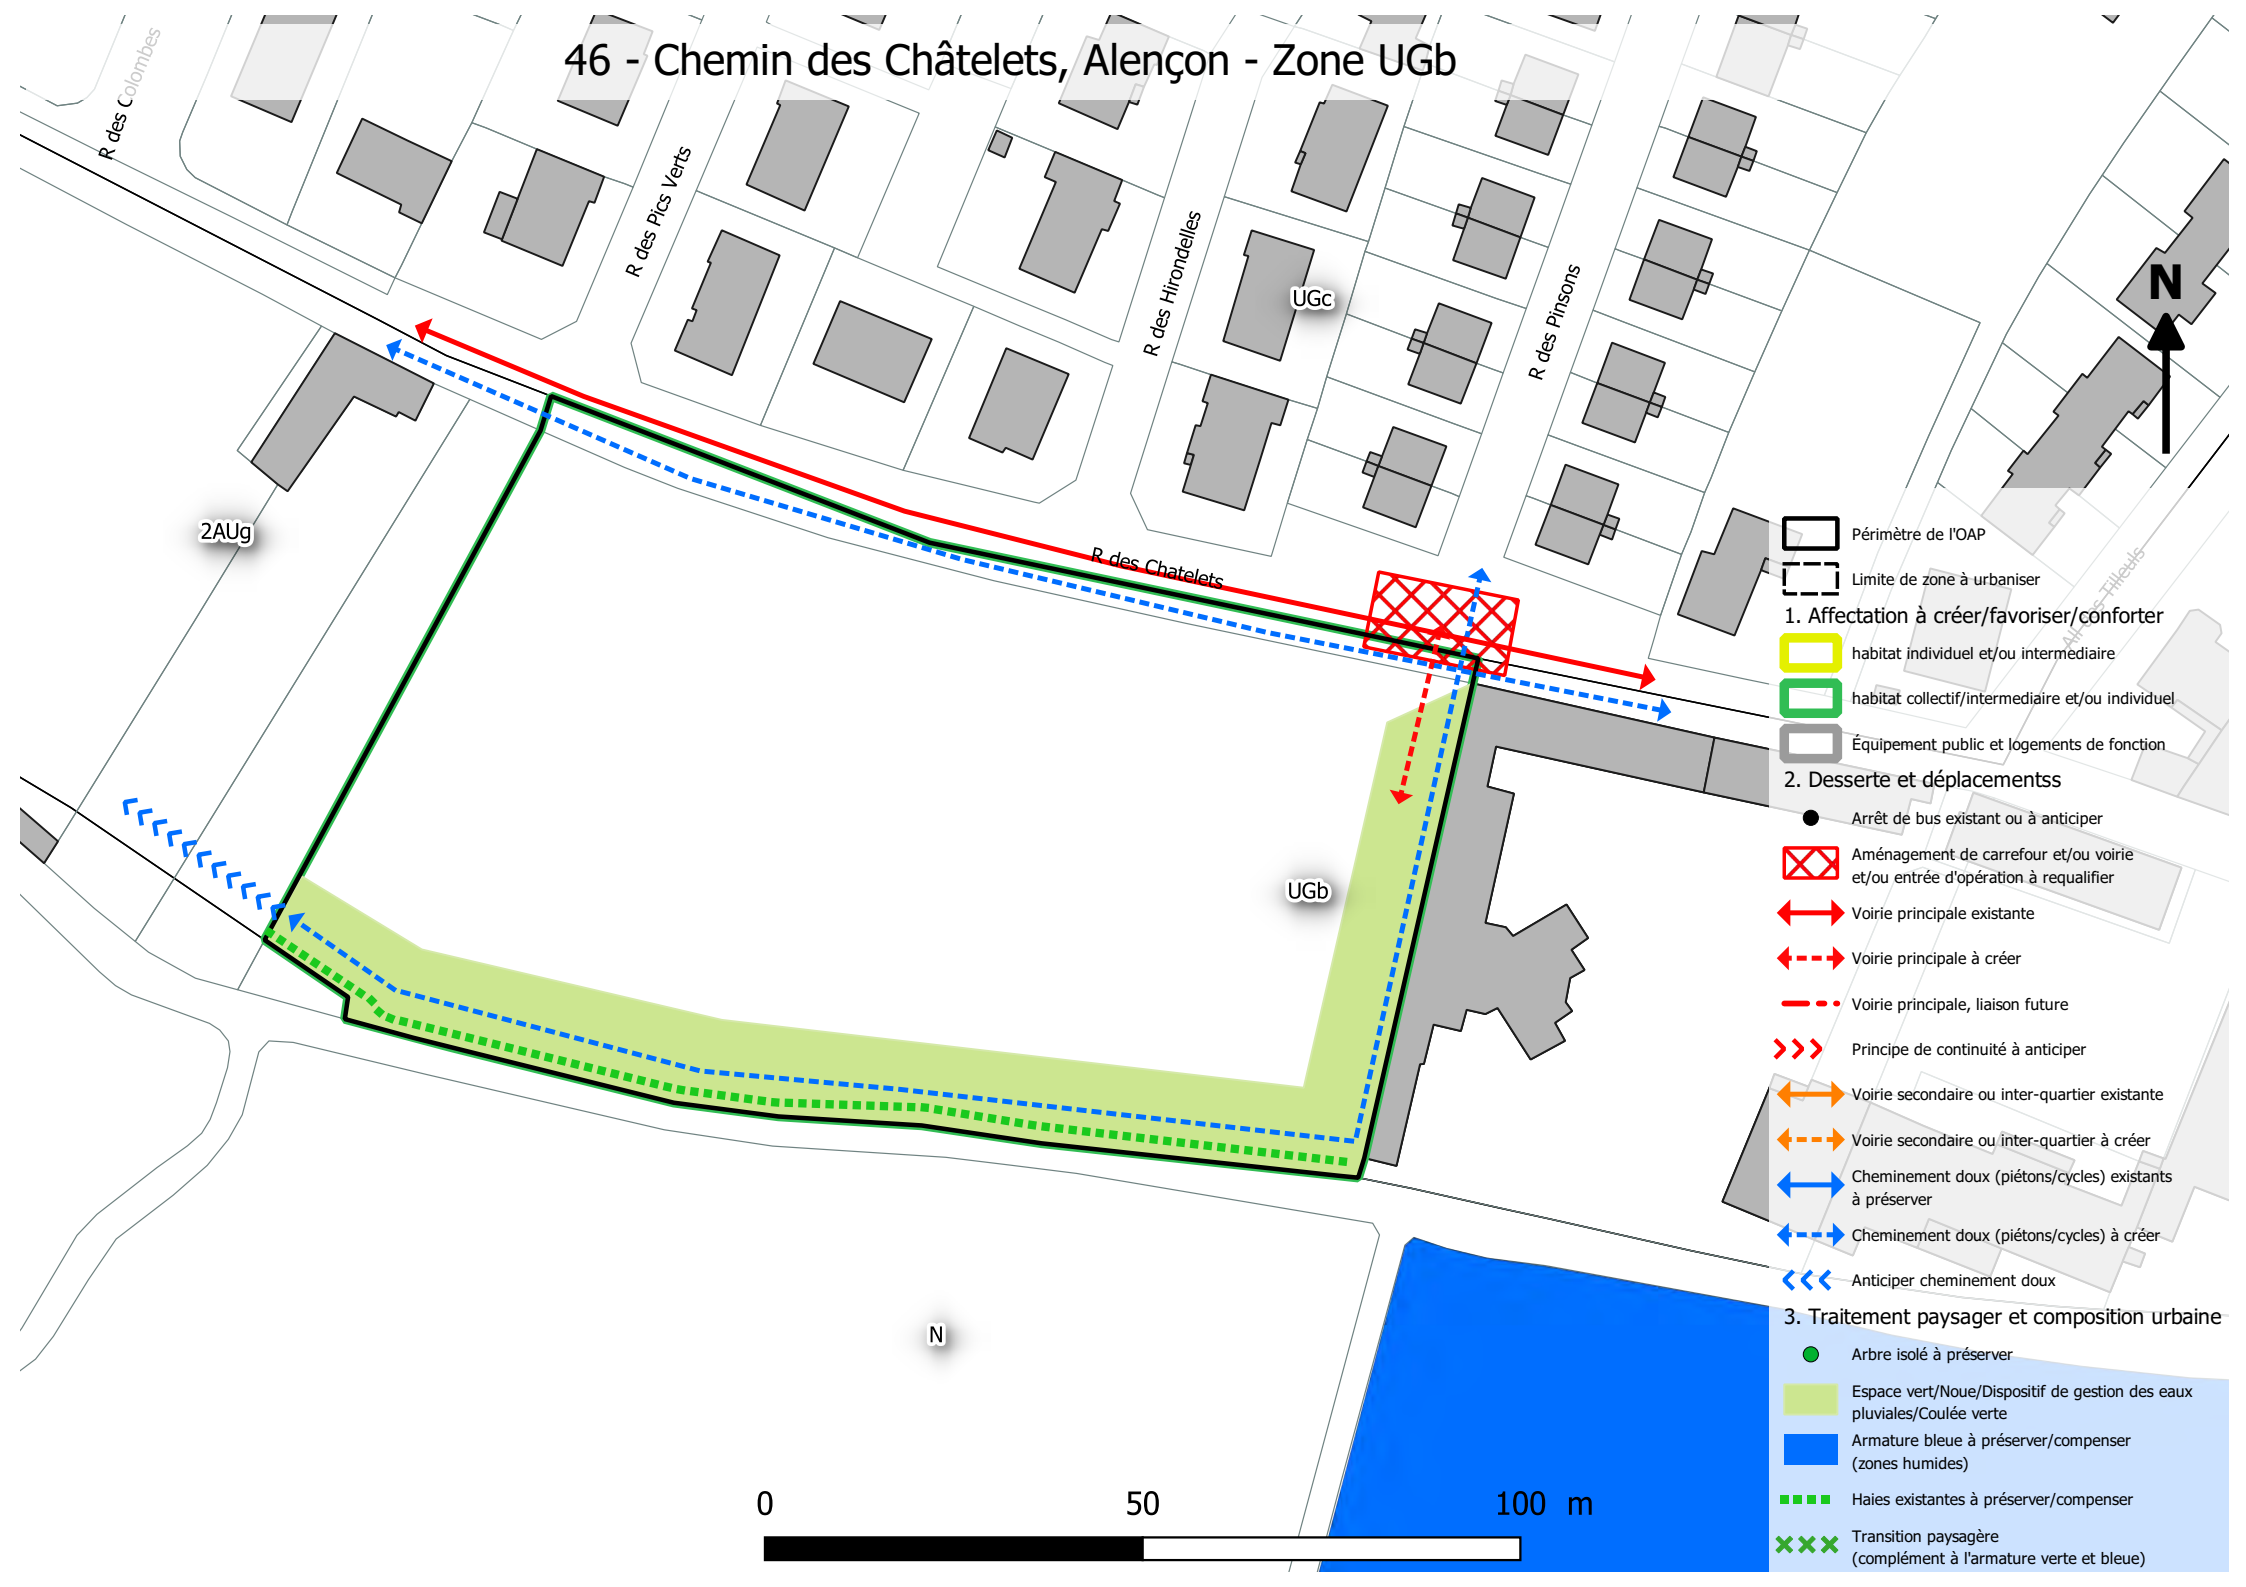 46 - Chemin des Châtelets, Alençon - Zone UGb
R des Colombes
R des Pics Verts
R des Hirondelles
UGc
R des Pinsons
N
2AUg
R des Chatelets
All des Tilleuls
UGb
N
0 50 100 m
Périmètre de l'OAP
Limite de zone à urbaniser
1. Affectation à créer/favoriser/conforter
habitat individuel et/ou intermediaire
habitat collectif/intermediaire et/ou individuel
Équipement public et logements de fonction
2. Desserte et déplacementss
Arrêt de bus existant ou à anticiper
Aménagement de carrefour et/ou voirie
et/ou entrée d'opération à requalifier
Voirie principale existante
Voirie principale à créer
Voirie principale, liaison future
Principe de continuité à anticiper
Voirie secondaire ou inter-quartier existante
Voirie secondaire ou inter-quartier à créer
Cheminement doux (piétons/cycles) existants
à préserver
Cheminement doux (piétons/cycles) à créer
Anticiper cheminement doux
3. Traitement paysager et composition urbaine
Arbre isolé à préserver
Espace vert/Noue/Dispositif de gestion des eaux
pluviales/Coulée verte
Armature bleue à préserver/compenser
(zones humides)
Haies existantes à préserver/compenser
Transition paysagère
(complément à l'armature verte et bleue)